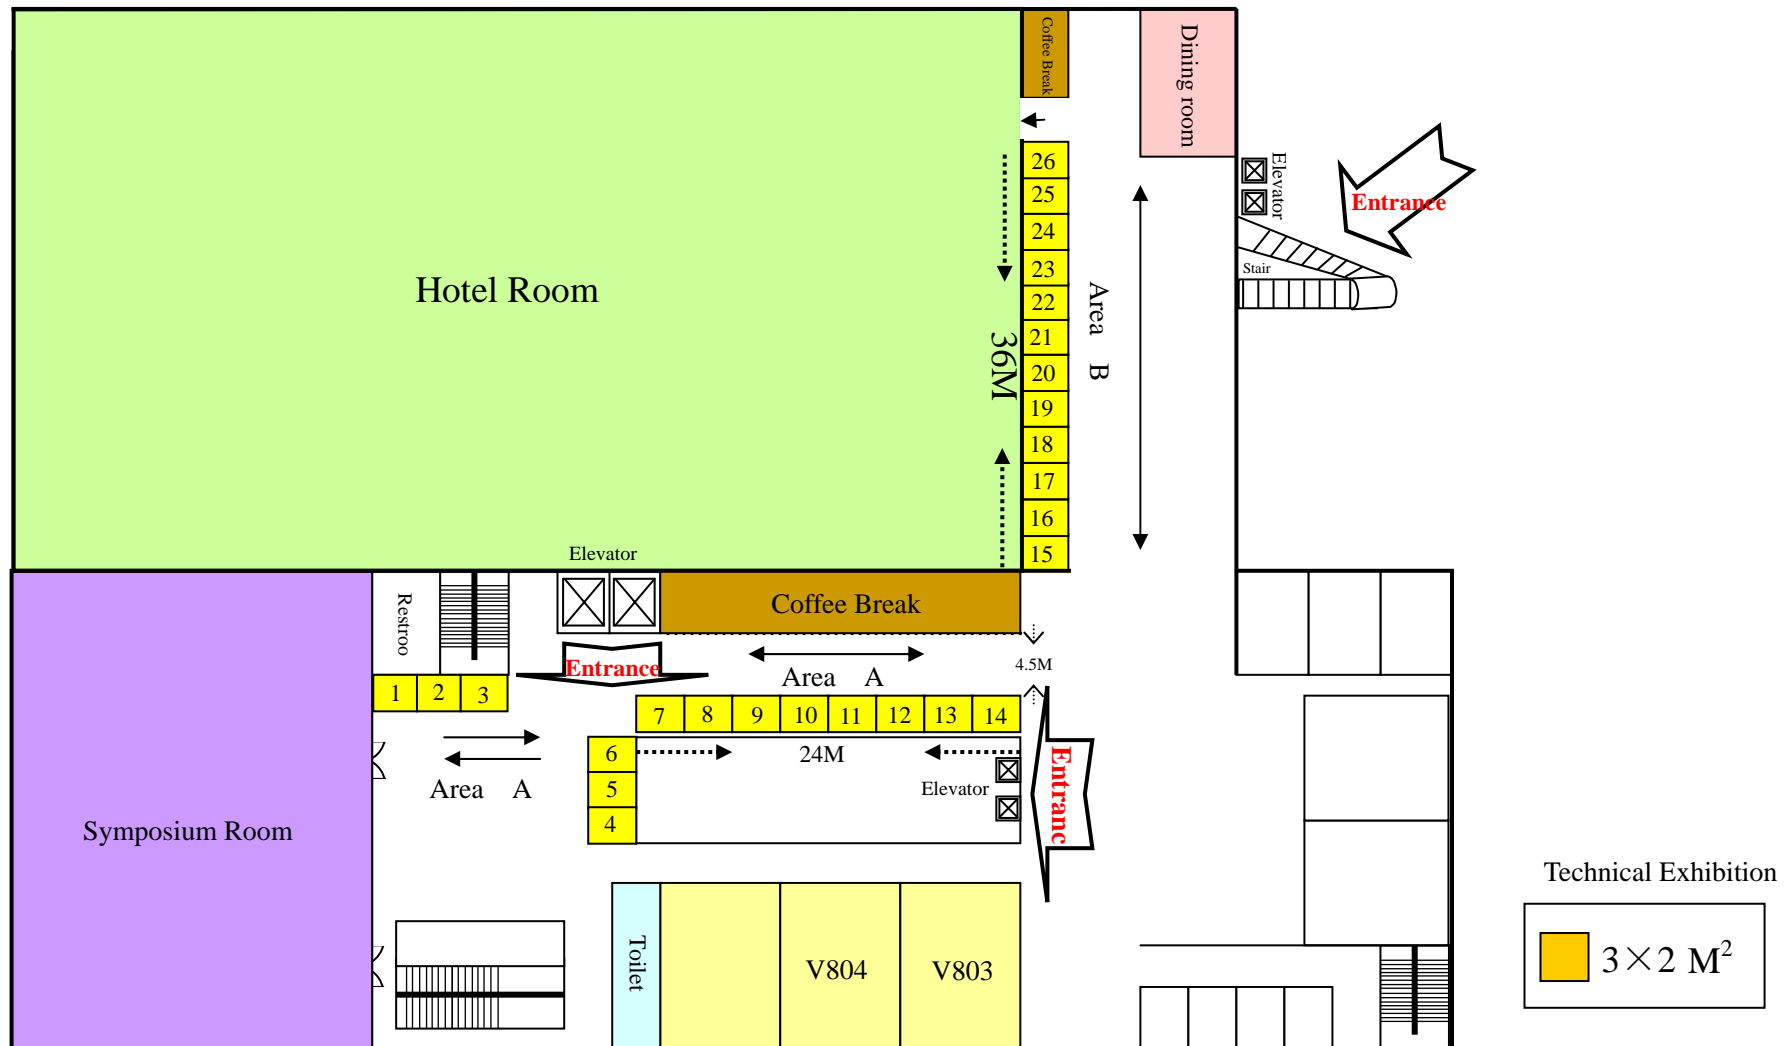 Coffee Break
Dining room
Elevator
Entrance
Stair
26
25
24
23
22
21
20
19
18
17
16
15
Area B
36M
Hotel Room
Elevator
Coffee Break
Restroo
Entrance
Area A
4.5M
1 2 3
7 8 9 10 11 12 13 14
6
5
4
24M
Elevator
Entranc
Area A
Symposium Room
Toilet
V804
V803
Technical Exhibition
3×2 M²